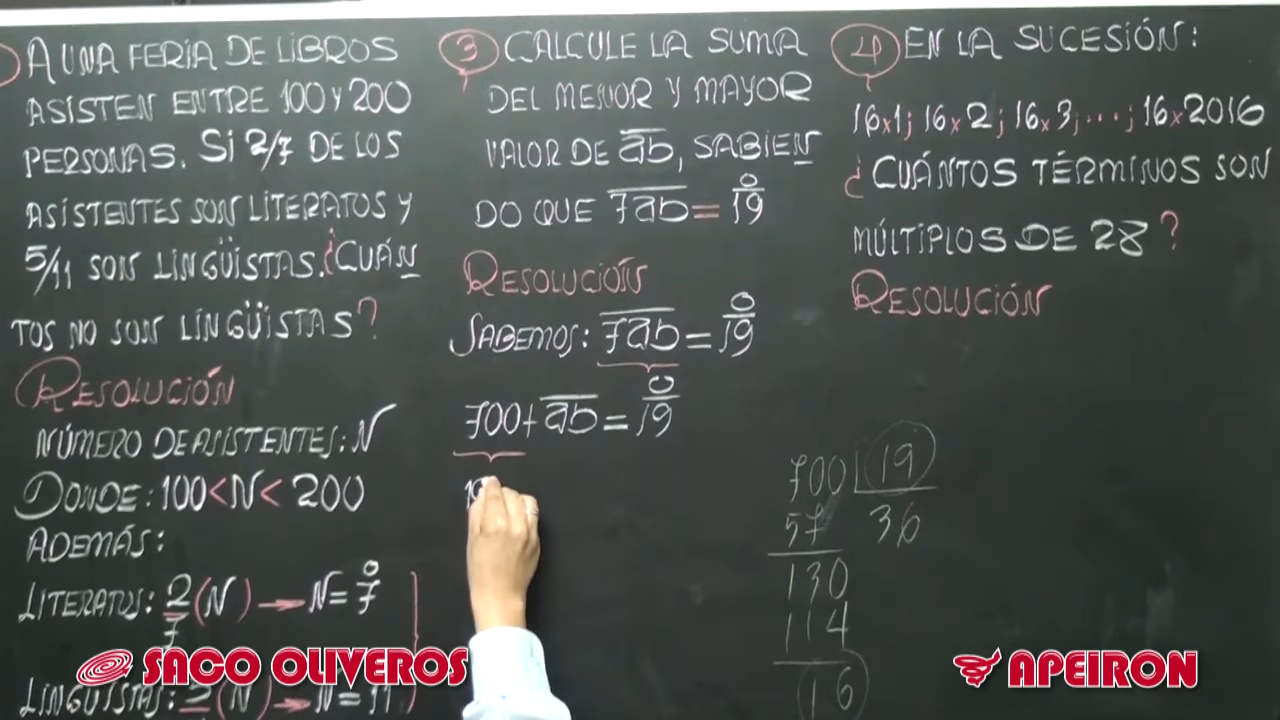 A UNA FERIA DE LIBROS
ASISTEN ENTRE 100 Y 200
PERSONAS. SI 2/7 DE LOS
ASISTENTES SON LITERATOS Y
5/11 SON LINGÜISTAS. ¿CUÁN
TOS NO SON LINGÜISTAS?
RESOLUCIÓN
NÚMERO DE ASISTENTES: N
DONDE: 100 < N < 200
ADEMÁS:
LITERATOS: 2/7 (N) → N = 7̊
LINGÜISTAS: (N) → N = 11
3 CALCULE LA SUMA
DEL MENOR Y MAYOR
VALOR DE a̅b̅, SABIEN
DO QUE 7̅a̅b̅ = 19̊
RESOLUCIÓN
SABEMOS: 7̅a̅b̅ = 19̊
700 + a̅b̅ = 19̊
700 19
57 36
130
114
16
4 EN LA SUCESIÓN:
16x1; 16x2; 16x3; ...; 16x2016
¿CUÁNTOS TÉRMINOS SON
MÚLTIPLOS DE 28?
RESOLUCIÓN
SACO OLIVEROS
APEIRON